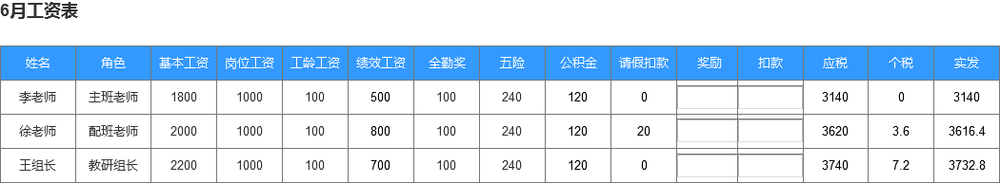 6月工资表
姓名 角色 基本工资 岗位工资 工龄工资 绩效工资 全勤奖 五险 公积金 请假扣款 奖励 扣款 应税 个税 实发
李老师 主班老师 1800 1000 100 500 100 240 120 0 3140 0 3140
徐老师 配班老师 2000 1000 100 800 100 240 120 20 3620 3.6 3616.4
王组长 教研组长 2200 1000 100 700 100 240 120 0 3740 7.2 3732.8